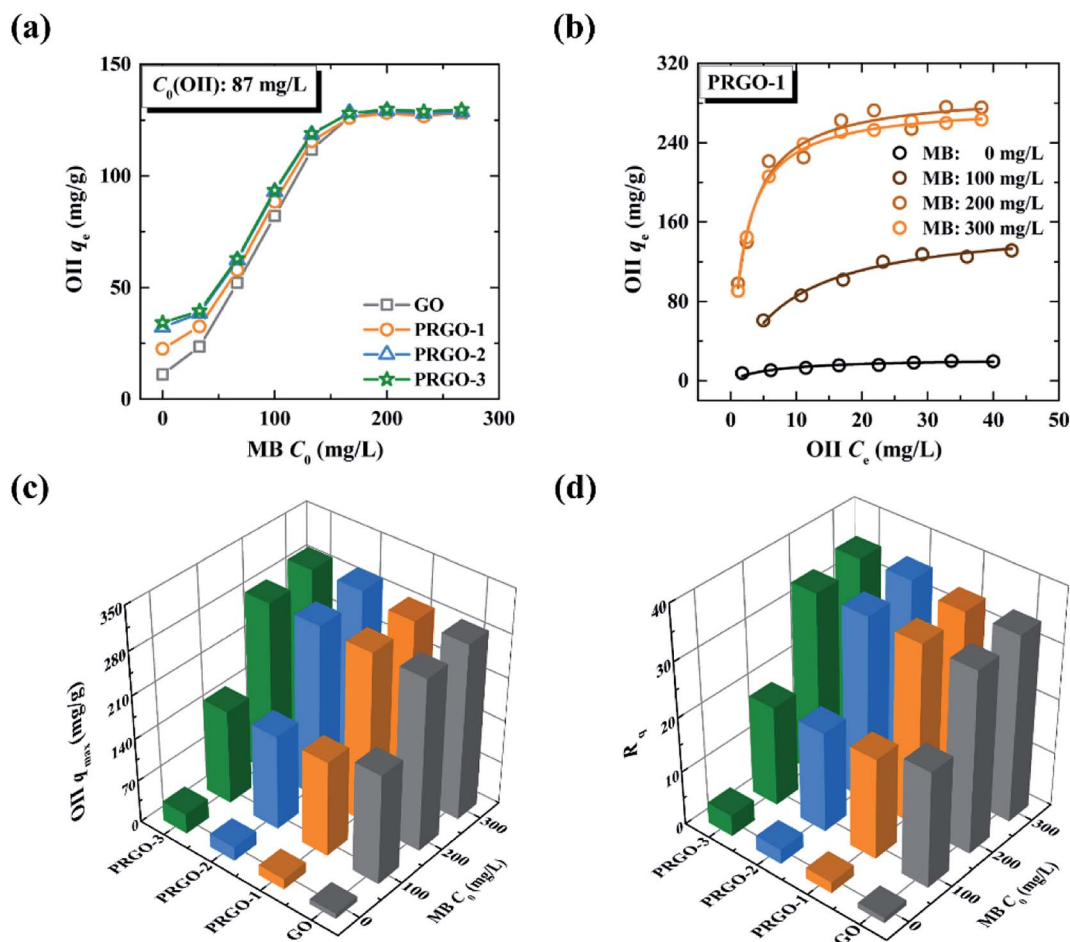 (a)
C₀(OII): 87 mg/L
OII qₑ (mg/g)
150
100
50
0
GO
PRGO-1
PRGO-2
PRGO-3
0
100
200
300
MB C₀ (mg/L)
(b)
PRGO-1
OII qₑ (mg/g)
320
240
160
80
0
MB: 0 mg/L
MB: 100 mg/L
MB: 200 mg/L
MB: 300 mg/L
0
10
20
30
40
50
OII Cₑ (mg/L)
(c)
OII q max (mg/g)
350
280
210
140
70
0
PRGO-3
PRGO-2
PRGO-1
GO
0
100
200
300
MB C₀ (mg/L)
(d)
R q
40
30
20
10
0
PRGO-3
PRGO-2
PRGO-1
GO
0
100
200
300
MB C₀ (mg/L)